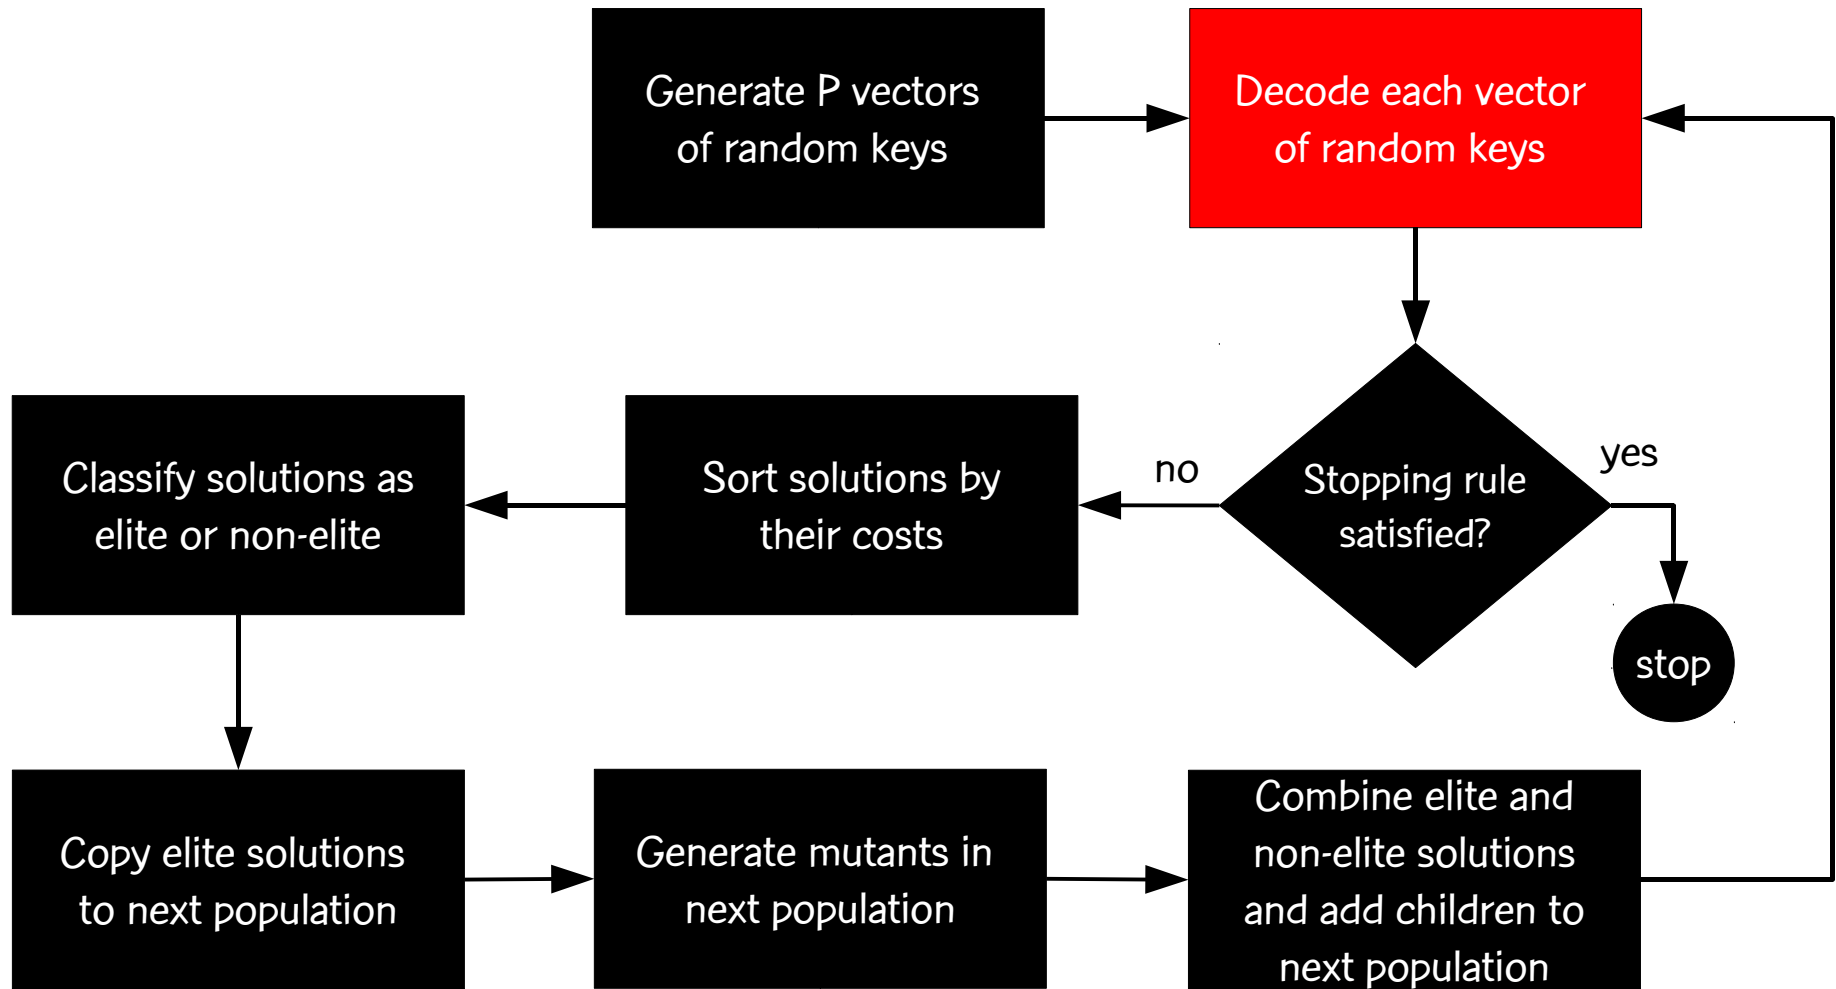 Generate P vectors
of random keys
Decode each vector
of random keys
Classify solutions as
elite or non-elite
Sort solutions by
their costs
no
Stopping rule
satisfied?
yes
stop
Copy elite solutions
to next population
Generate mutants in
next population
Combine elite and
non-elite solutions
and add children to
next population